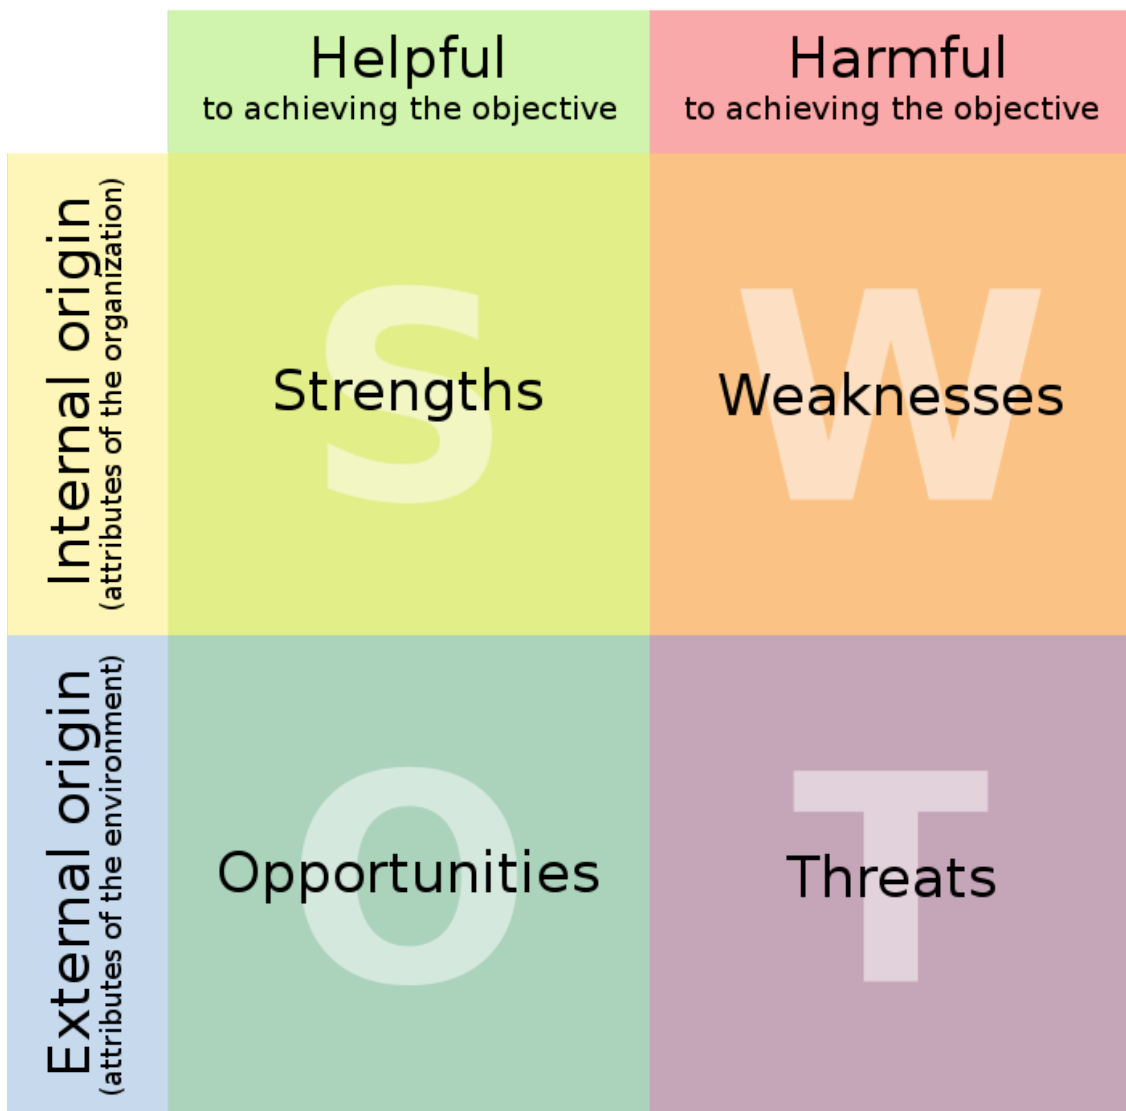 Helpful
to achieving the objective
Harmful
to achieving the objective
Internal origin
(attributes of the organization)
S
Strengths
W
Weaknesses
External origin
(attributes of the environment)
O
Opportunities
T
Threats